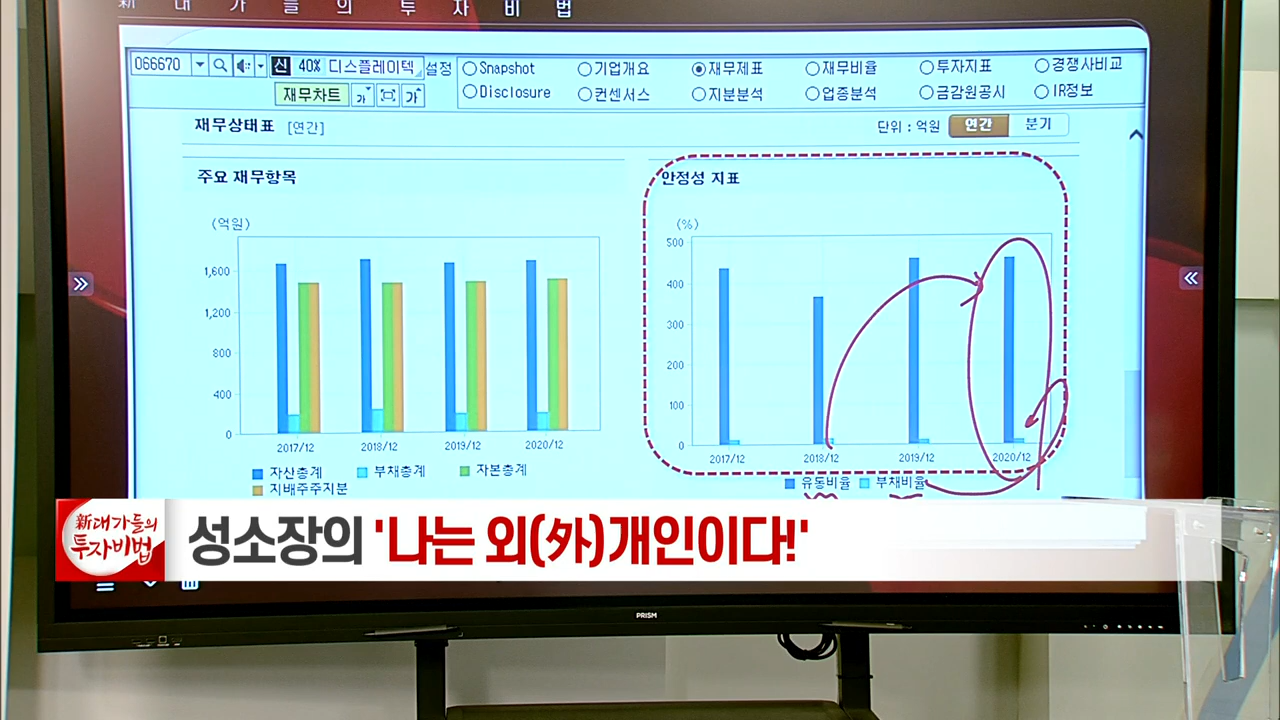 新 대 가 들 의 투 자 비 법
066670 신 40% 디스플레이텍 설정
Snapshot 기업개요 재무제표 재무비율 투자지표 경쟁사비교
재무차트 가 가
Disclosure 컨센서스 지분분석 업종분석 금감원공시 IR정보
재무상태표 [연간] 단위 : 억원 연간 분기
주요 재무항목
(억원)
1,600
1,200
800
400
0
2017/12 2018/12 2019/12 2020/12
자산총계 부채총계 자본총계
지배주주지분
안정성 지표
(%)
500
400
300
200
100
0
2017/12 2018/12 2019/12 2020/12
유동비율 부채비율
新대가들의
투자비법
성소장의 '나는 외(外)개인이다!'
PRISM